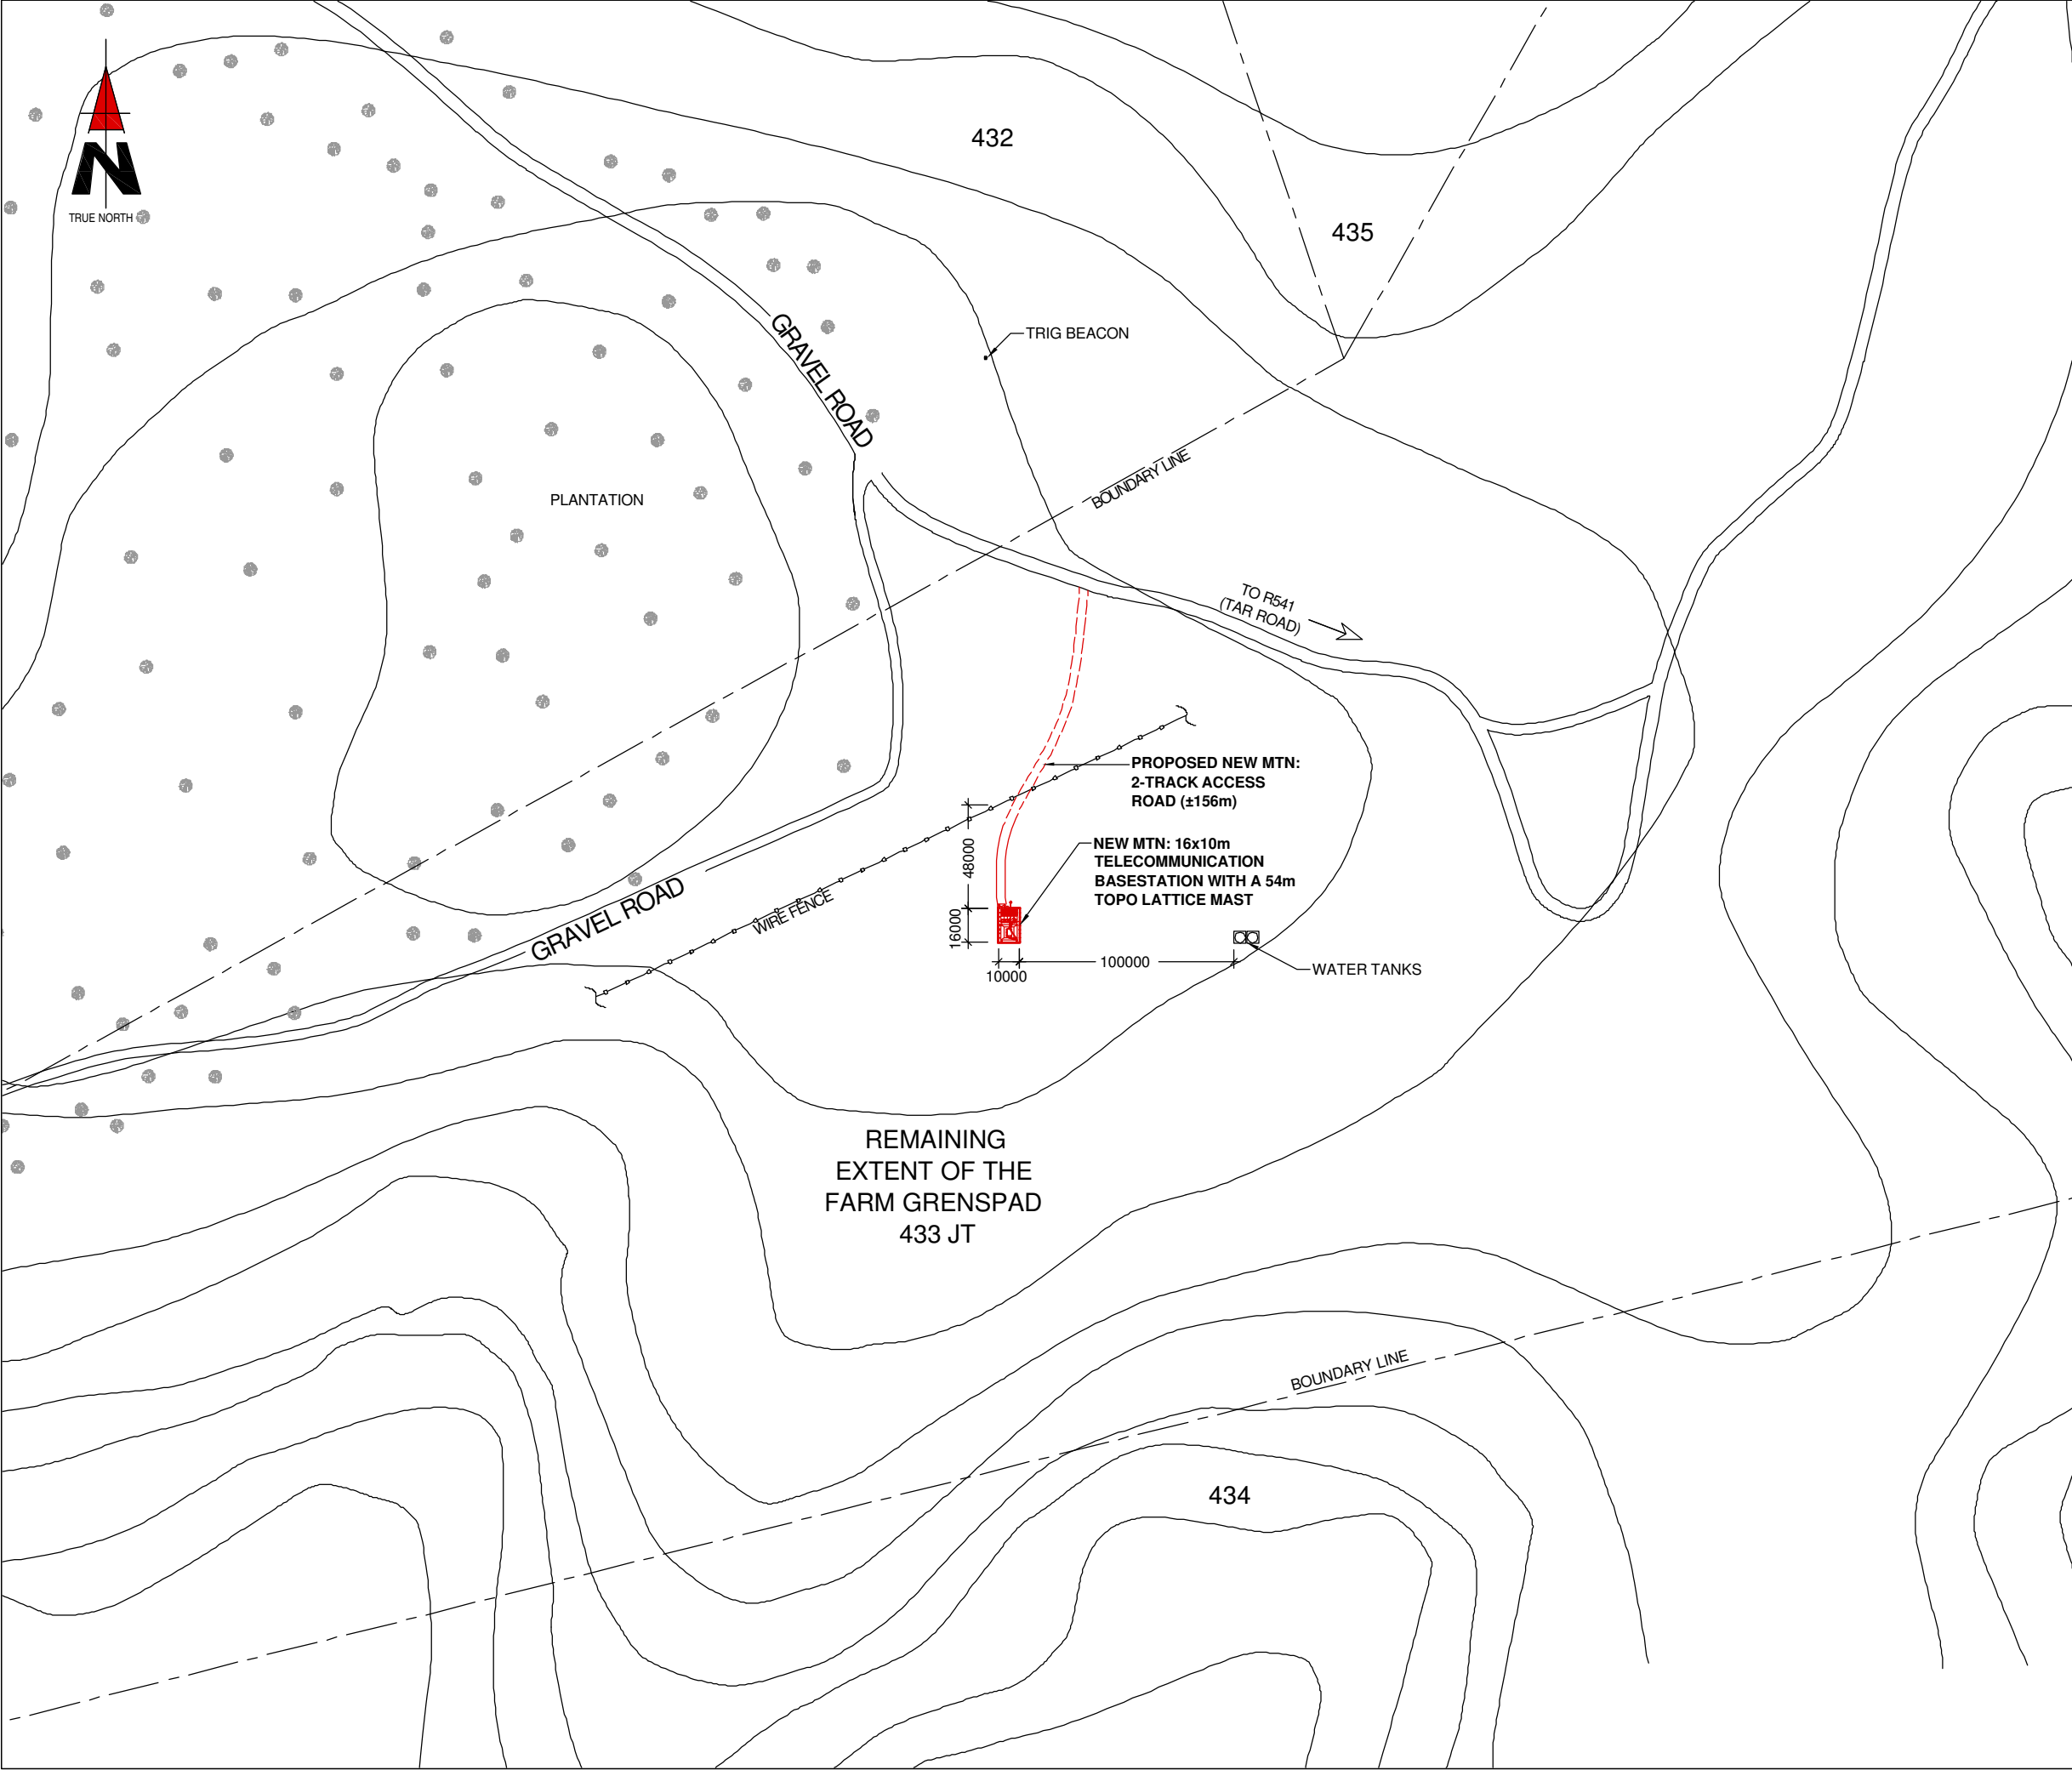 N
TRUE NORTH
432
435
TRIG BEACON
GRAVEL ROAD
BOUNDARY LINE
PLANTATION
TO R541
(TAR ROAD)
PROPOSED NEW MTN:
2-TRACK ACCESS
ROAD (±156m)
NEW MTN: 16x10m
TELECOMMUNICATION
BASESTATION WITH A 54m
TOPO LATTICE MAST
48000
16000
10000
100000
WATER TANKS
GRAVEL ROAD
WIRE FENCE
REMAINING
EXTENT OF THE
FARM GRENSPAD
433 JT
BOUNDARY LINE
434